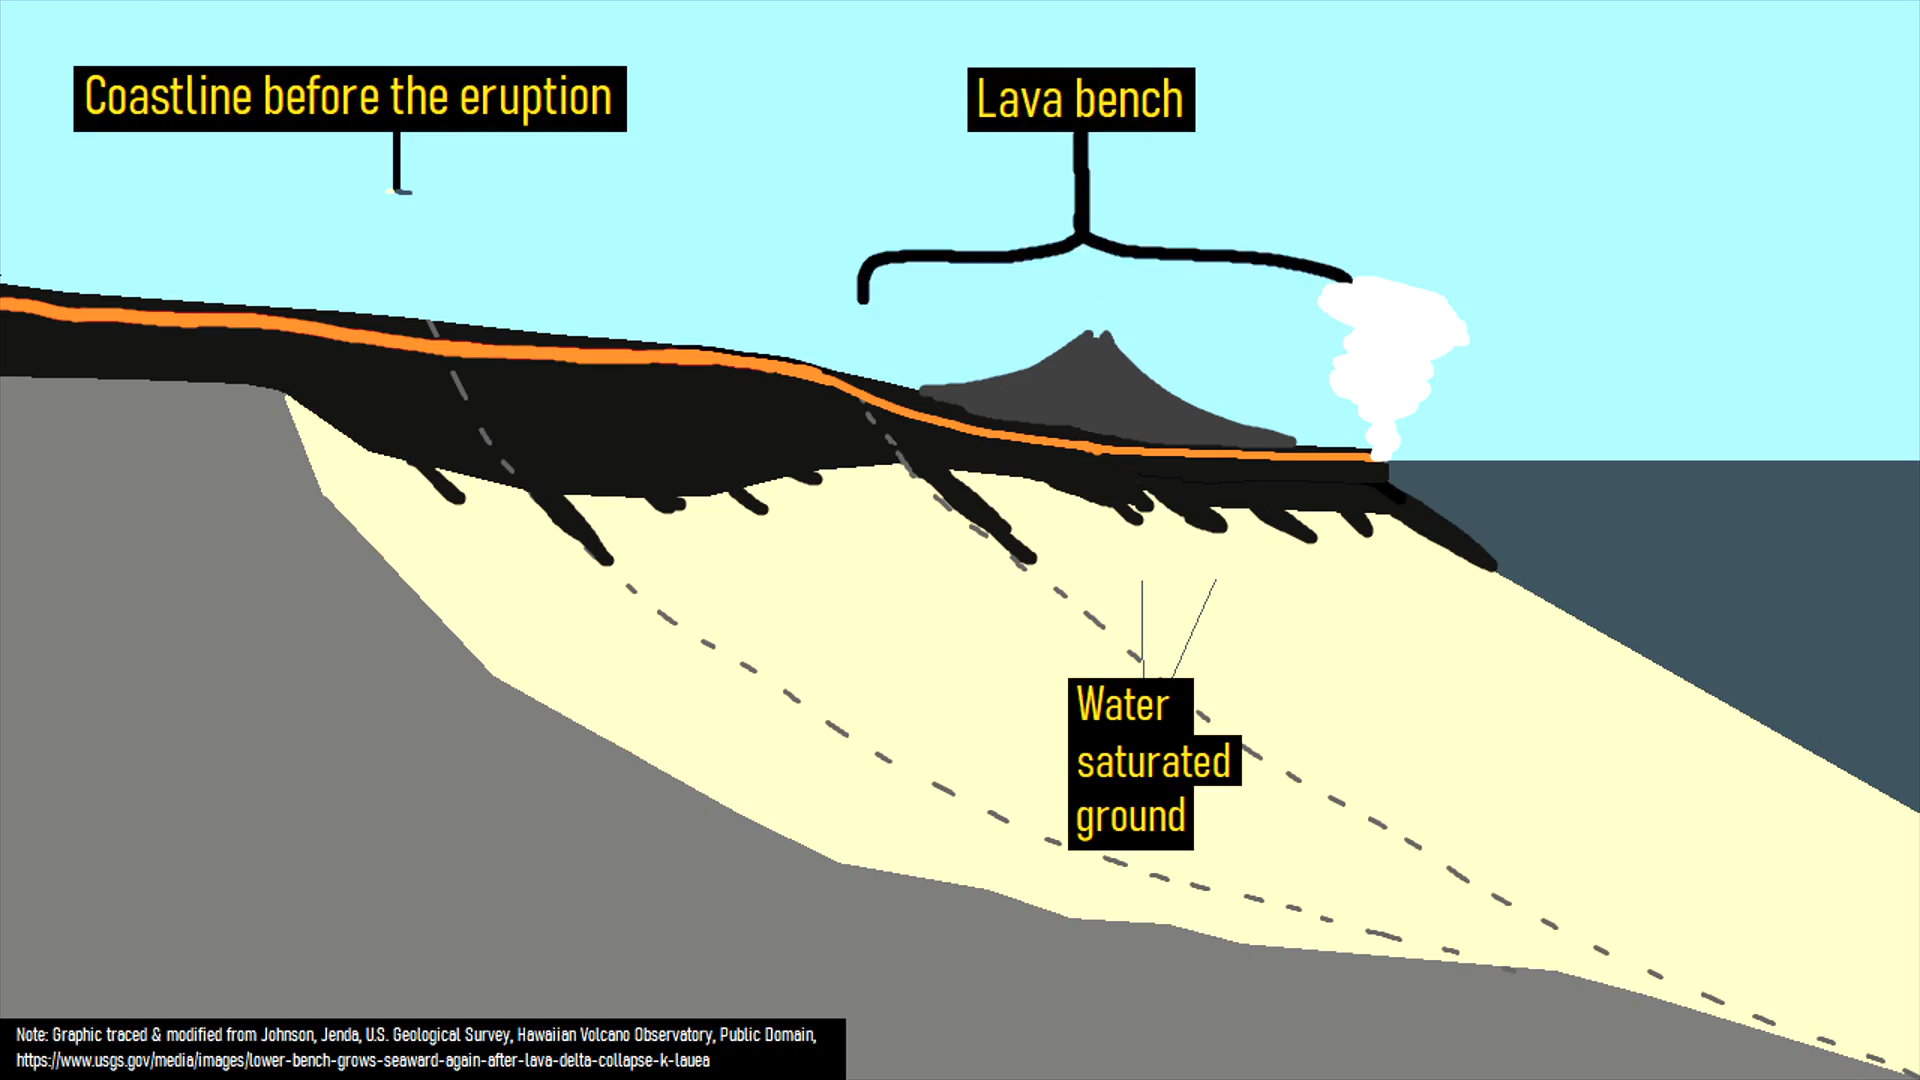 Coastline before the eruption
Lava bench
Water
saturated
ground
Note: Graphic traced & modified from Johnson, Jenda, U.S. Geological Survey, Hawaiian Volcano Observatory, Public Domain,
https://www.usgs.gov/media/images/lower-bench-grows-seaward-again-after-lava-delta-collapse-k-lauea